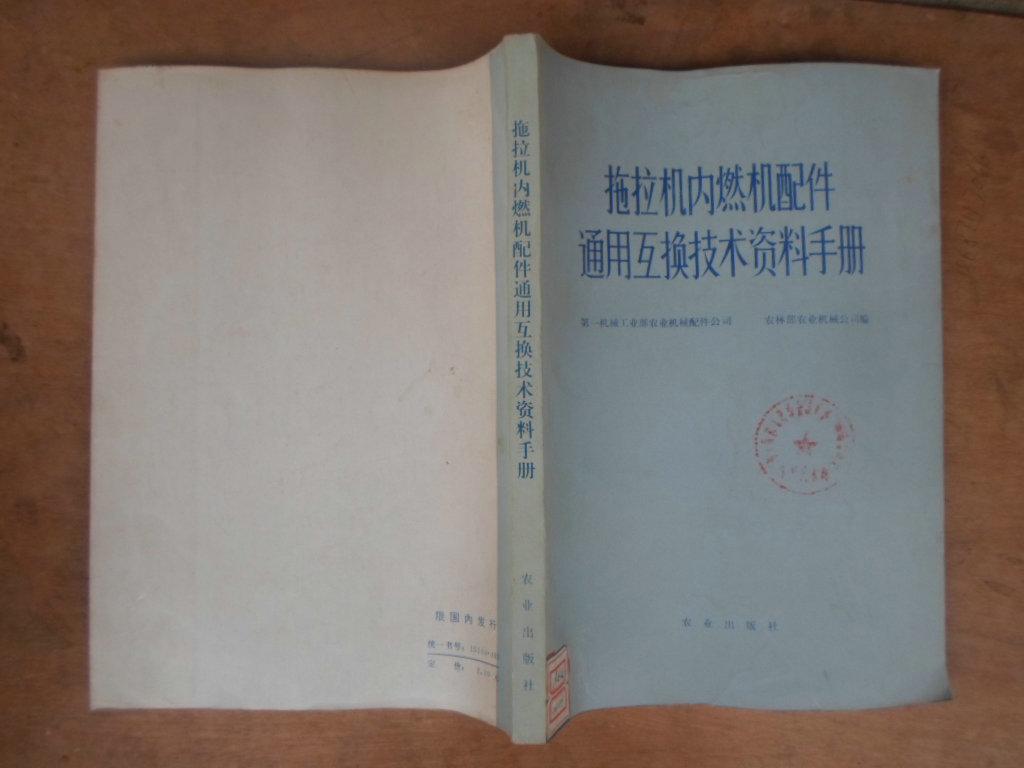 拖拉机内燃机配件
通用互换技术资料手册
第一机械工业部农业机械配件公司 农林部农业机械公司编
农业出版社
拖拉机内燃机配件通用互换技术资料手册
农业出版社
限国内发行
统一书号：
定 价：